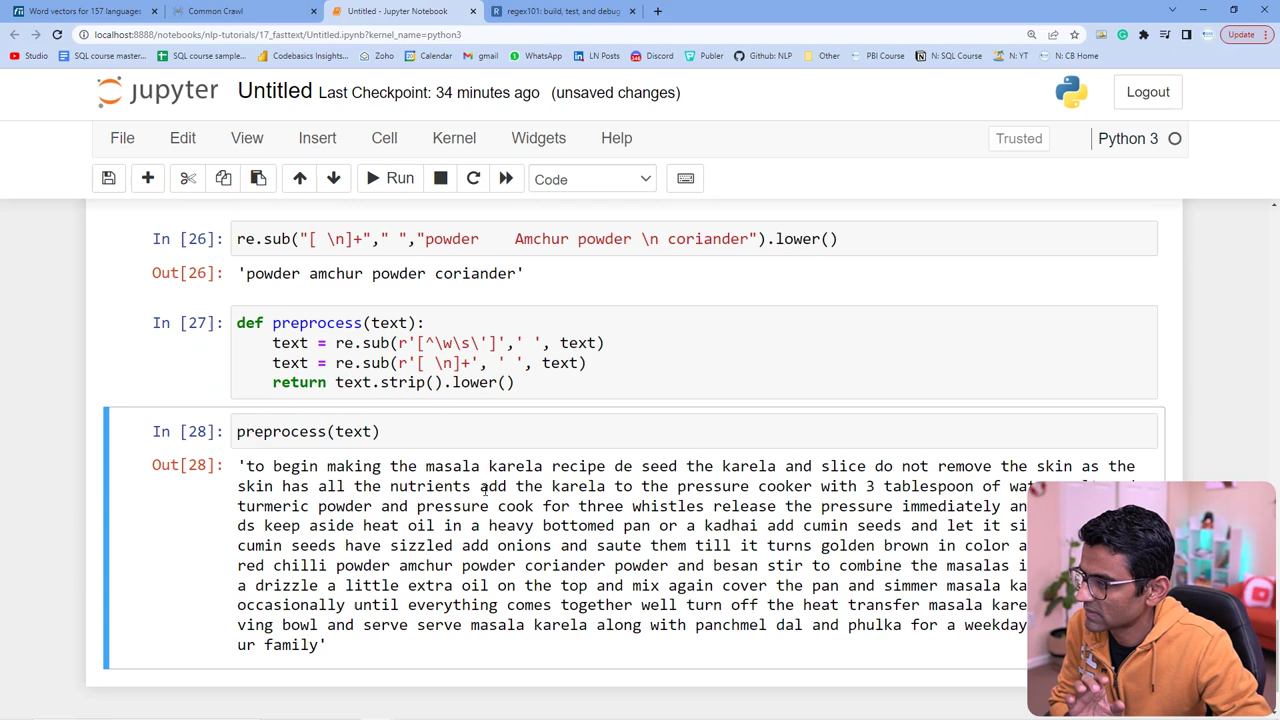 Word vectors for 157 languages
Common Crawl
Untitled - Jupyter Notebook
regex101: build, test, and debug
localhost:8888/notebooks/nlp-tutorials/17_fasttext/Untitled.ipynb?kernel_name=python3
Update
Studio SQL course master... SQL course sample... Codebasics Insights... Zoho Calendar gmail WhatsApp LN Posts Discord Publer Github: NLP Other PBI Course N: SQL Course N: YT N: CB Home
jupyter Untitled Last Checkpoint: 34 minutes ago (unsaved changes) Logout
File Edit View Insert Cell Kernel Widgets Help Trusted Python 3
Run Code
In [26]: re.sub("[ \n]+"," ","powder    Amchur powder \n coriander").lower()
Out[26]: 'powder amchur powder coriander'
In [27]: def preprocess(text):
text = re.sub(r'[^\w\s\']',' ', text)
text = re.sub(r'[ \n]+', ' ', text)
return text.strip().lower()
In [28]: preprocess(text)
Out[28]: 'to begin making the masala karela recipe de seed the karela and slice do not remove the skin as the
skin has all the nutrients add the karela to the pressure cooker with 3 tablespoon of
turmeric powder and pressure cook for three whistles release the pressure immediately
ds keep aside heat oil in a heavy bottomed pan or a kadhai add cumin seeds and let it
cumin seeds have sizzled add onions and saute them till it turns golden brown in color
red chilli powder amchur powder coriander powder and besan stir to combine the masalas
a drizzle a little extra oil on the top and mix again cover the pan and simmer masala
occasionally until everything comes together well turn off the heat transfer masala
ving bowl and serve serve masala karela along with panchmel dal and phulka for a weekday
ur family'